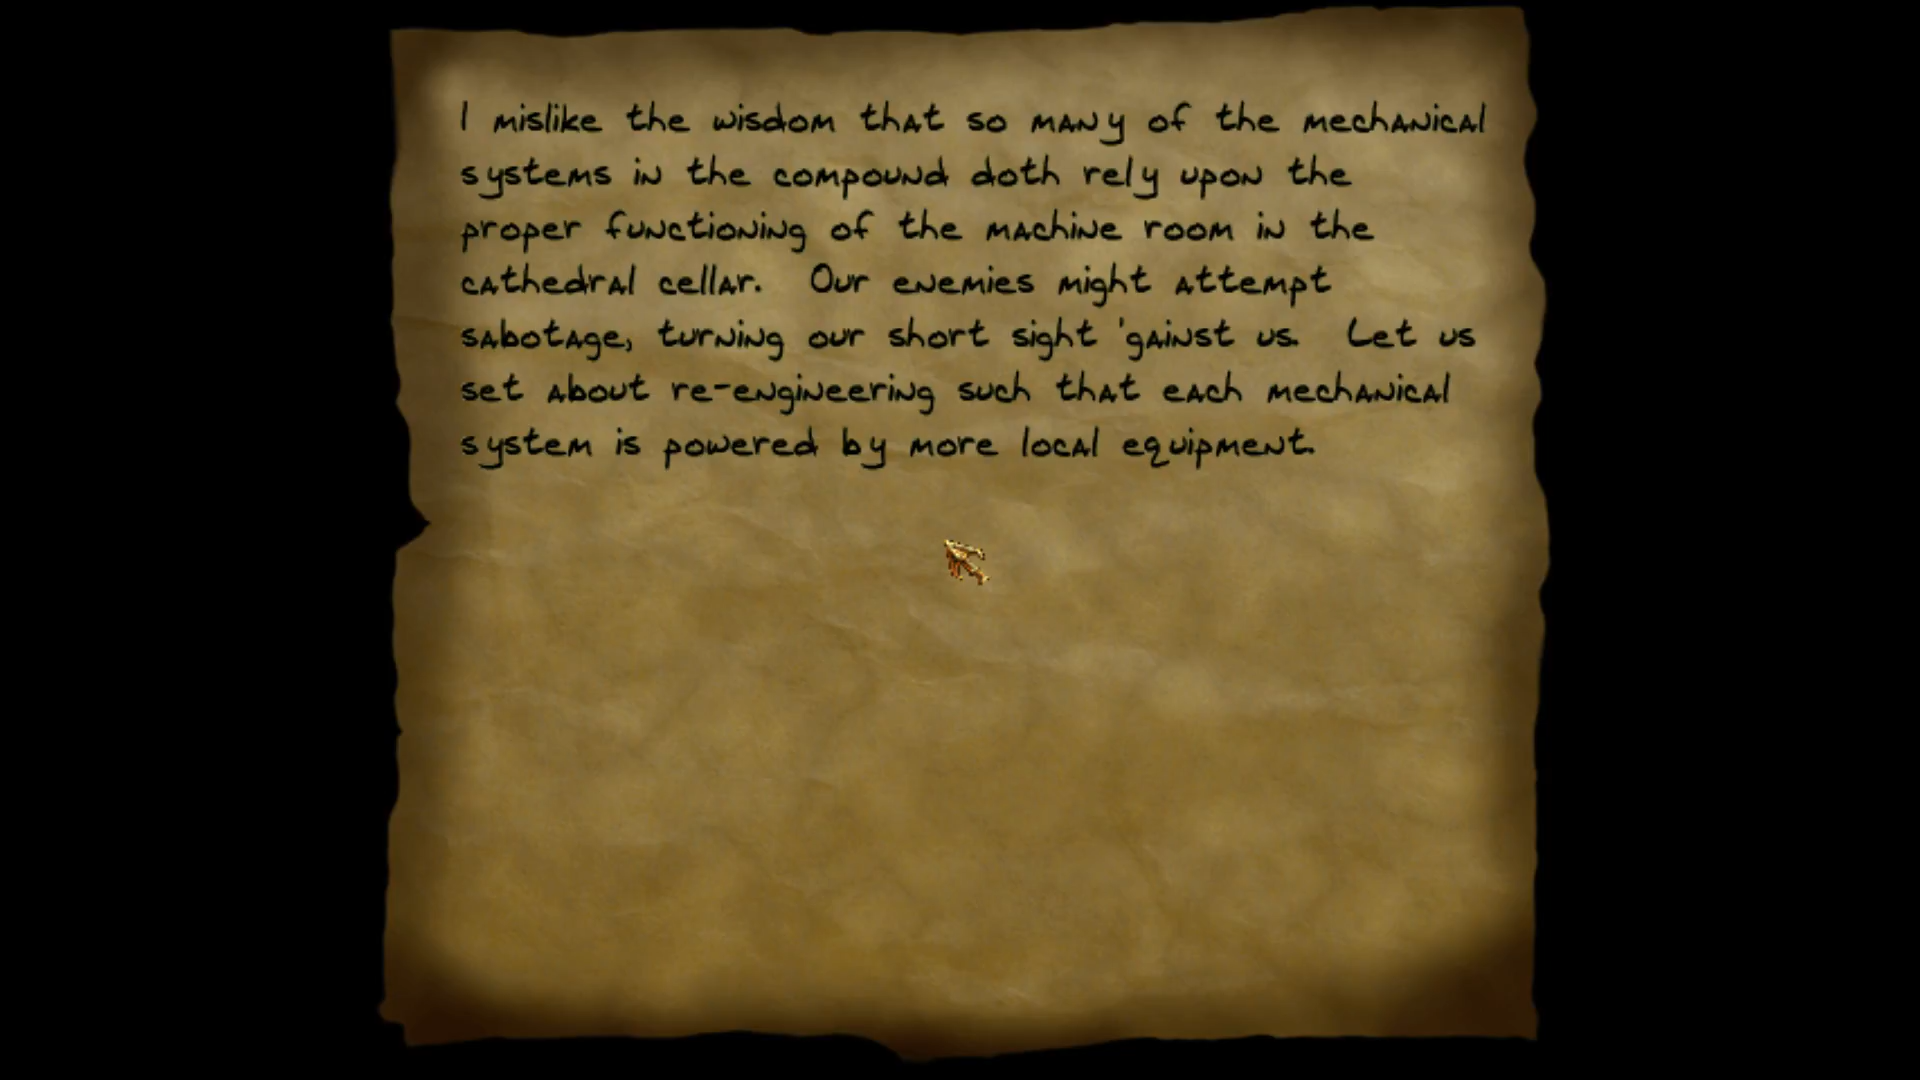 I mislike the wisdom that so many of the mechanical
systems in the compound doth rely upon the
proper functioning of the machine room in the
cathedral cellar.  Our enemies might attempt
sabotage, turning our short sight 'gainst us.  Let us
set about re-engineering such that each mechanical
system is powered by more local equipment.